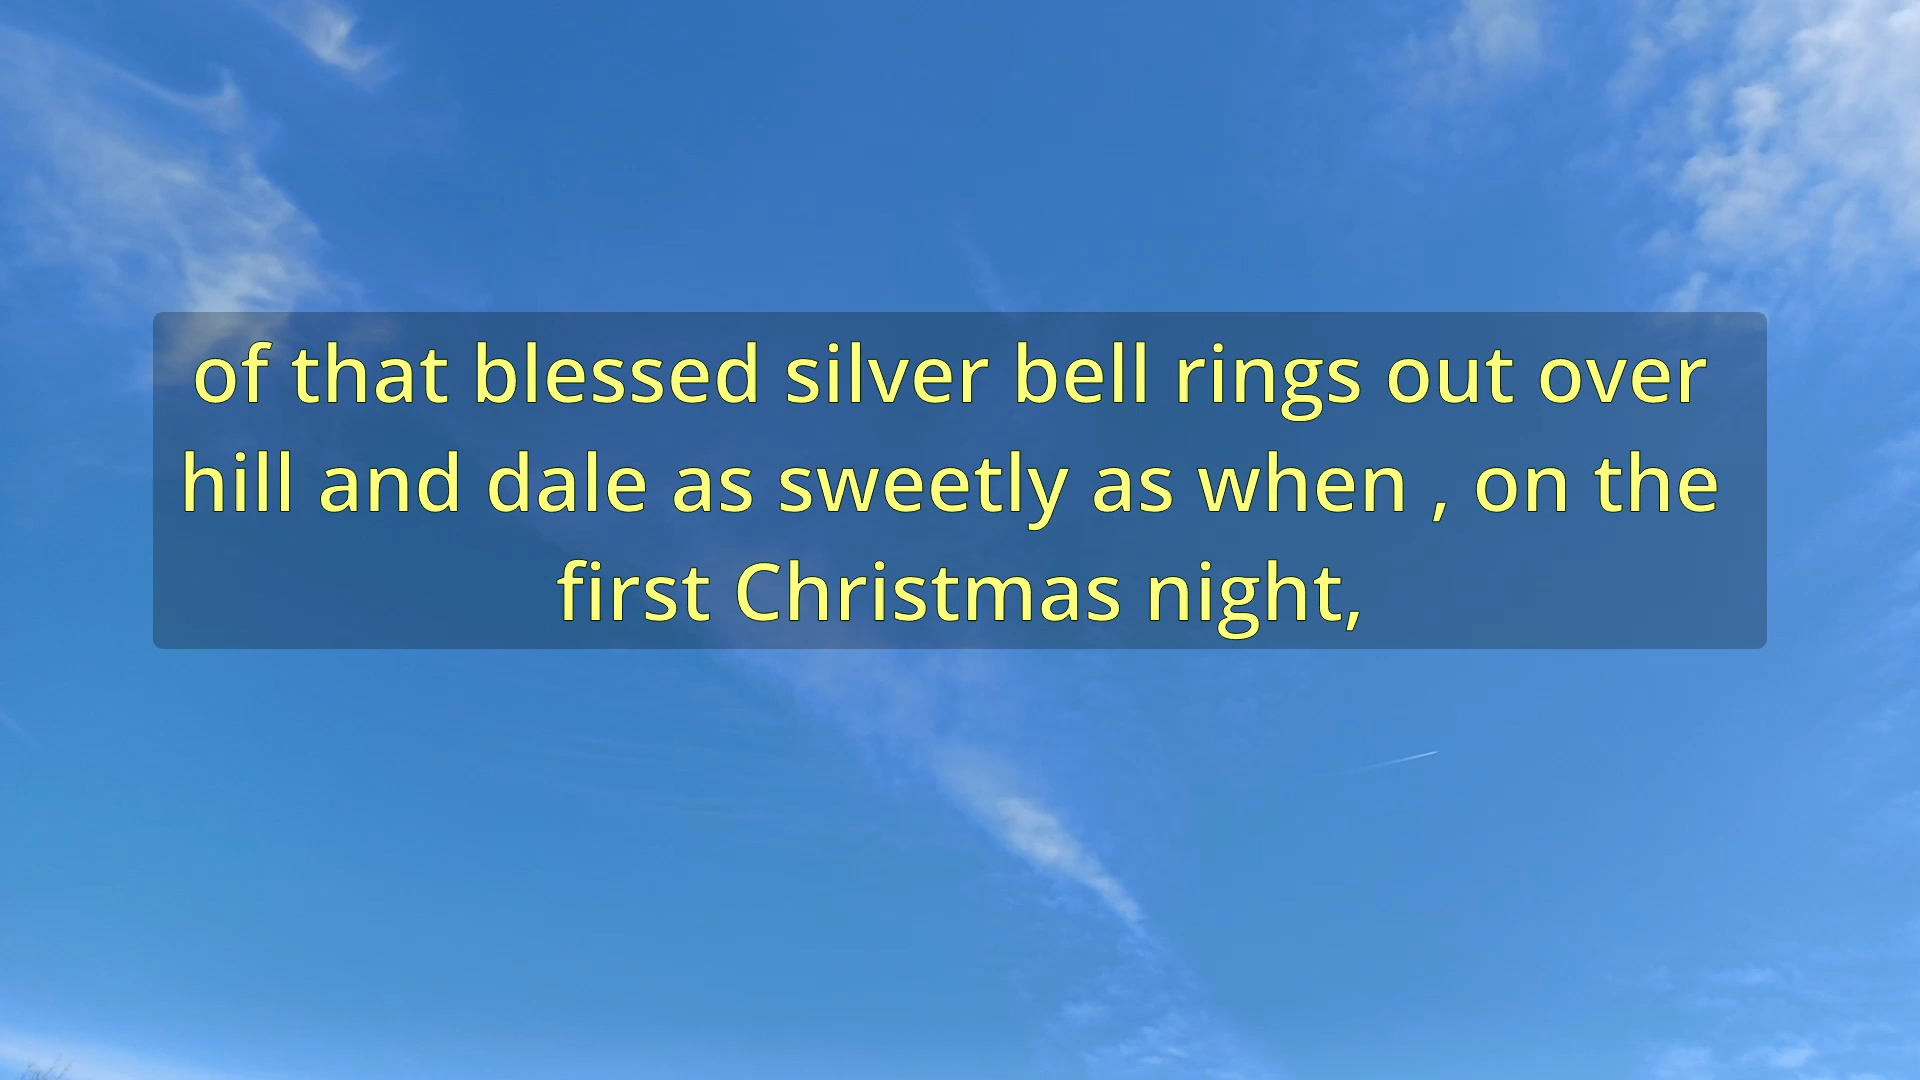 of that blessed silver bell rings out over
hill and dale as sweetly as when , on the
first Christmas night,